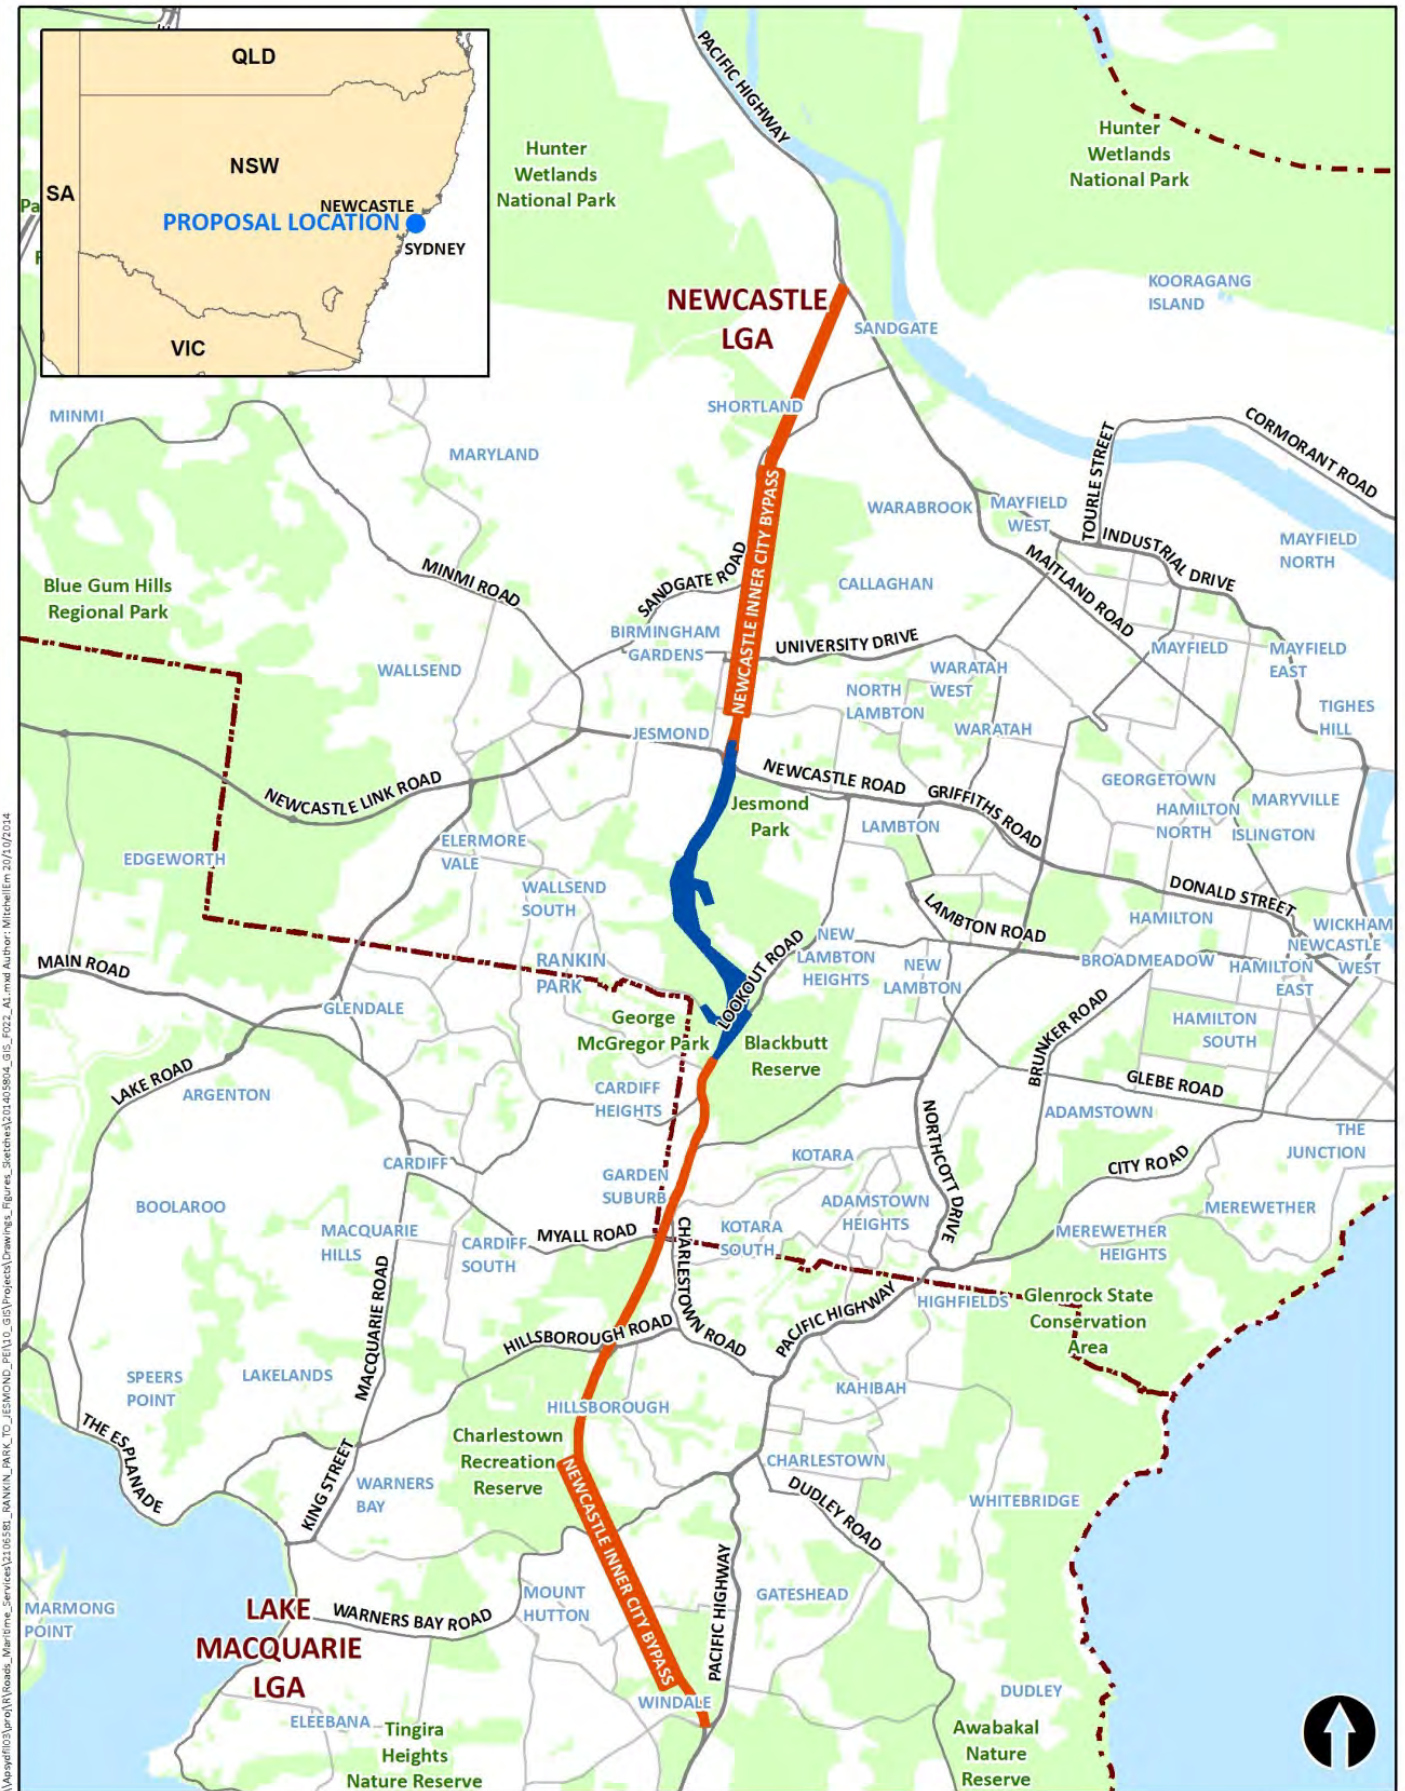 QLD
NSW
SA
NEWCASTLE
PROPOSAL LOCATION
SYDNEY
VIC
Pa
PACIFIC HIGHWAY
Hunter
Wetlands
National Park
Hunter
Wetlands
National Park
NEWCASTLE
LGA
KOORAGANG
ISLAND
SANDGATE
SHORTLAND
MINMI
MARYLAND
CORMORANT ROAD
TOURLE STREET
WARABROOK
MAYFIELD
WEST
INDUSTRIAL DRIVE
MAYFIELD
NORTH
MAITLAND ROAD
NEWCASTLE INNER CITY BYPASS
SANDGATE ROAD
MINMI ROAD
CALLAGHAN
Blue Gum Hills
Regional Park
BIRMINGHAM
GARDENS
UNIVERSITY DRIVE
WALLSEND
WARATAH
WEST
MAYFIELD
MAYFIELD
EAST
NORTH
LAMBTON
WARATAH
TIGHES
HILL
JESMOND
NEWCASTLE LINK ROAD
NEWCASTLE ROAD
GRIFFITHS ROAD
GEORGETOWN
HAMILTON
NORTH
MARYVILLE
ISLINGTON
Jesmond
Park
LAMBTON
ELERMORE
VALE
EDGEWORTH
WALLSEND
SOUTH
DONALD STREET
LAMBTON ROAD
HAMILTON
WICKHAM
NEWCASTLE
WEST
BROADMEADOW
HAMILTON
EAST
NEW
LAMBTON
HEIGHTS
NEW
LAMBTON
LOOKOUT ROAD
MAIN ROAD
RANKIN
PARK
GLENDALE
George
McGregor Park
Blackbutt
Reserve
HAMILTON
SOUTH
BRUNKER ROAD
GLEBE ROAD
LAKE ROAD
ARGENTON
CARDIFF
HEIGHTS
ADAMSTOWN
THE
JUNCTION
NORTHCOTT DRIVE
CITY ROAD
CARDIFF
KOTARA
GARDEN
SUBURB
BOOLAROO
ADAMSTOWN
HEIGHTS
MEREWETHER
MACQUARIE
HILLS
CARDIFF
SOUTH
MYALL ROAD
CHARLESTOWN ROAD
KOTARA
SOUTH
MEREWETHER
HEIGHTS
MACQUARIE ROAD
HILLSBOROUGH ROAD
PACIFIC HIGHWAY
HIGHFIELDS
Glenrock State
Conservation
Area
SPEERS
POINT
LAKELANDS
KAHIBAH
HILLSBOROUGH
THE ESPLANADE
KING STREET
Charlestown
Recreation
Reserve
CHARLESTOWN
WARNERS
BAY
DUDLEY ROAD
WHITEBRIDGE
NEWCASTLE INNER CITY BYPASS
PACIFIC HIGHWAY
MOUNT
HUTTON
GATESHEAD
MARMONG
POINT
LAKE
MACQUARIE
LGA
WARNERS BAY ROAD
WINDALE
DUDLEY
ELEEBANA
Tingira
Heights
Nature Reserve
Awabakal
Nature
Reserve